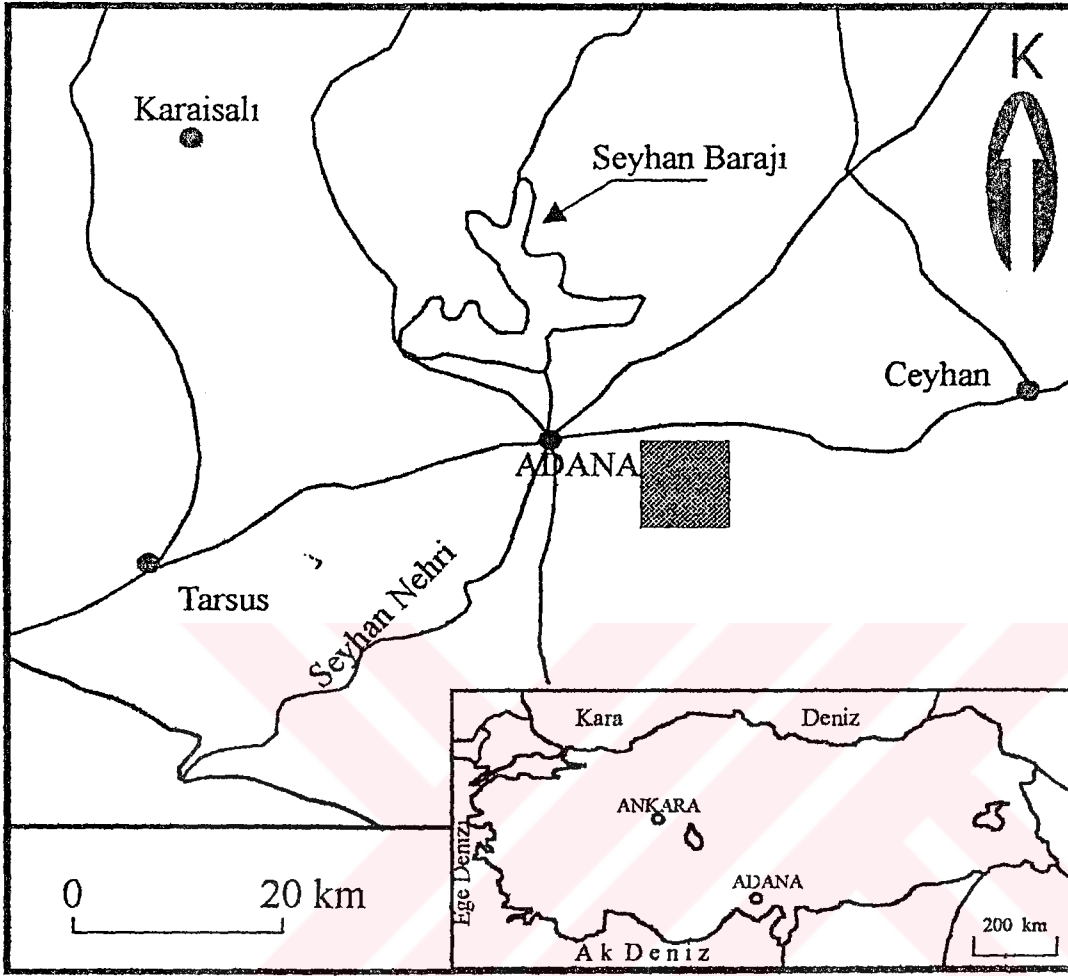 K
Karaisalı
Seyhan Barajı
Ceyhan
ADANA
Tarsus
Seyhan Nehri
Kara Deniz
ANKARA
Ege Denizi
ADANA
Ak Deniz
200 km
0 20 km